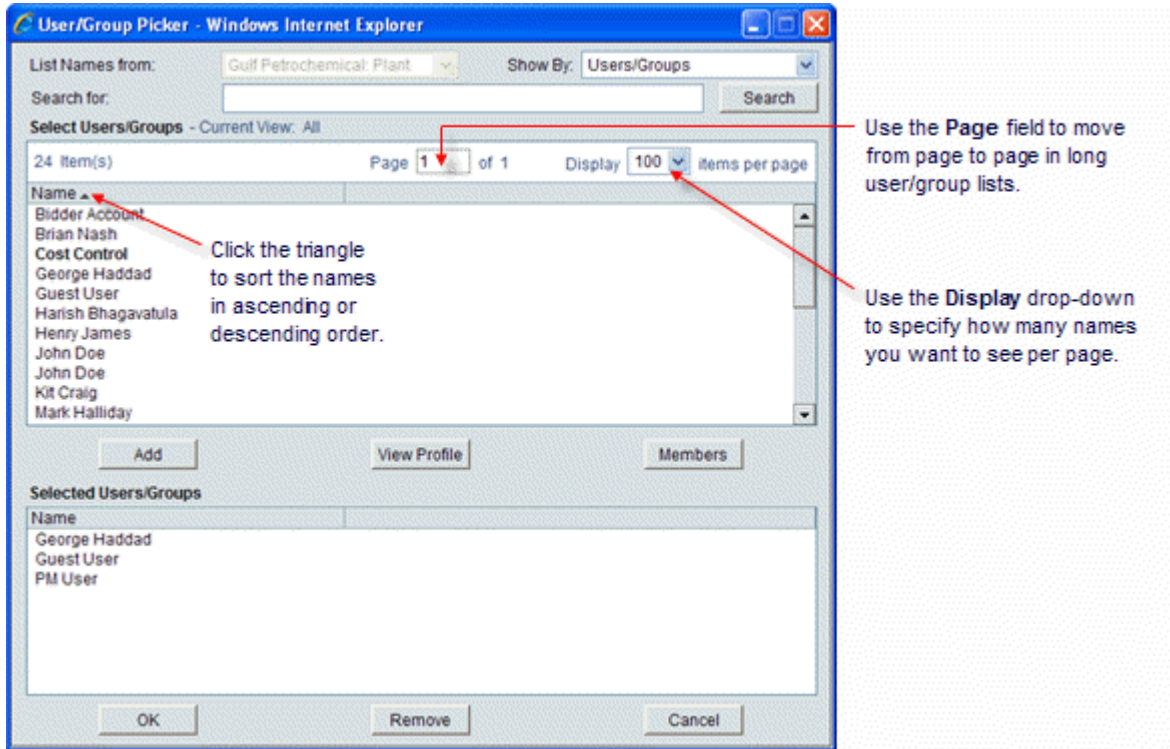 User/Group Picker - Windows Internet Explorer
List Names from: Gulf Petrochemical: Plant Show By: Users/Groups
Search for: Search
Select Users/Groups - Current View: All
24 Item(s) Page 1 of 1 Display 100 items per page
Name
Bidder Account
Brian Nash
Cost Control
George Haddad
Guest User
Harish Bhagavatula
Henry James
John Doe
John Doe
Kit Craig
Mark Halliday
Click the triangle
to sort the names
in ascending or
descending order.
Use the Page field to move
from page to page in long
user/group lists.
Use the Display drop-down
to specify how many names
you want to see per page.
Add View Profile Members
Selected Users/Groups
Name
George Haddad
Guest User
PM User
OK Remove Cancel